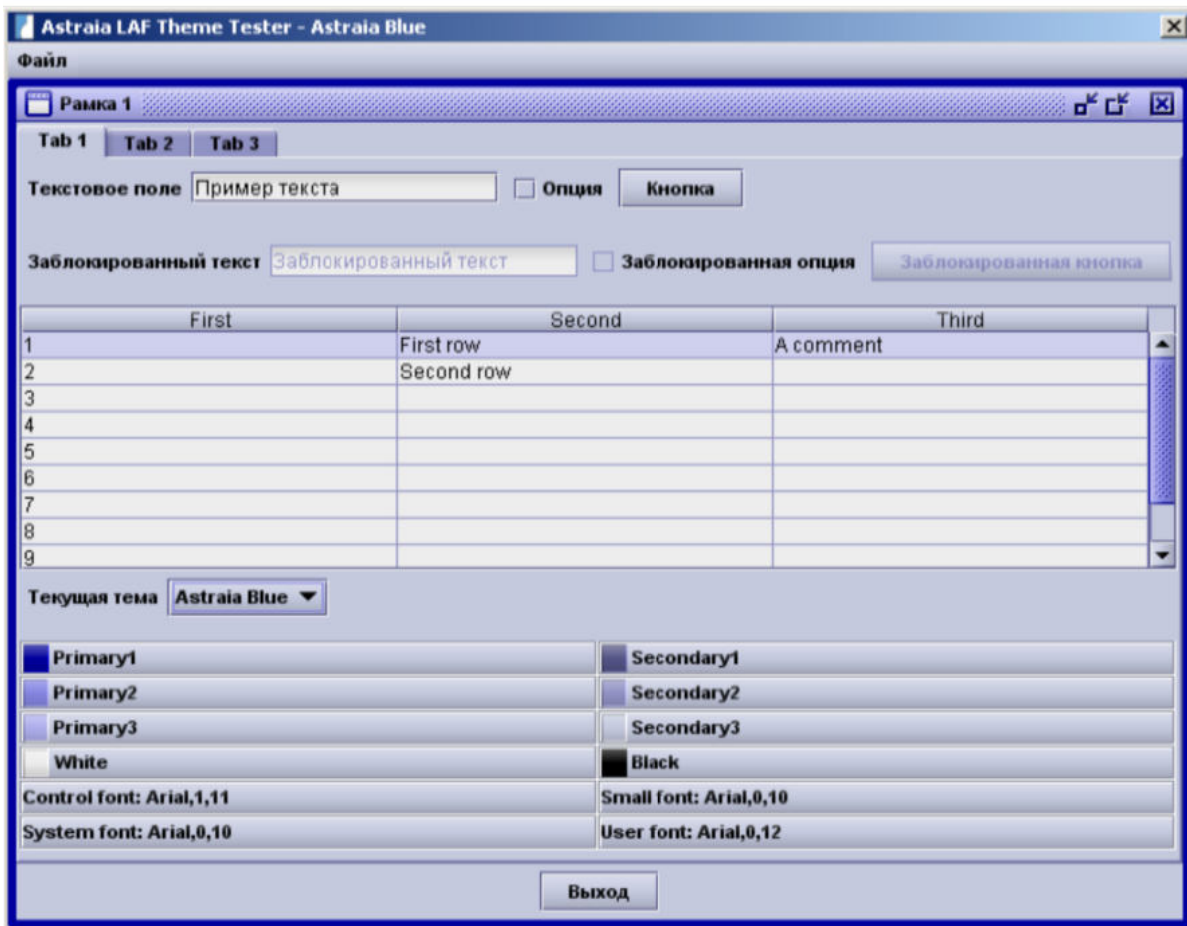 Astraia LAF Theme Tester - Astraia Blue
Файл
Рамка 1
Tab 1 Tab 2 Tab 3
Текстовое поле Пример текста Опция Кнопка
Заблокированный текст Заблокированный текст Заблокированная опция Заблокированная кнопка
First Second Third
1 First row A comment
2 Second row
3
4
5
6
7
8
9
Текущая тема Astraia Blue
Primary1 Secondary1
Primary2 Secondary2
Primary3 Secondary3
White Black
Control font: Arial,1,11 Small font: Arial,0,10
System font: Arial,0,10 User font: Arial,0,12
Выход